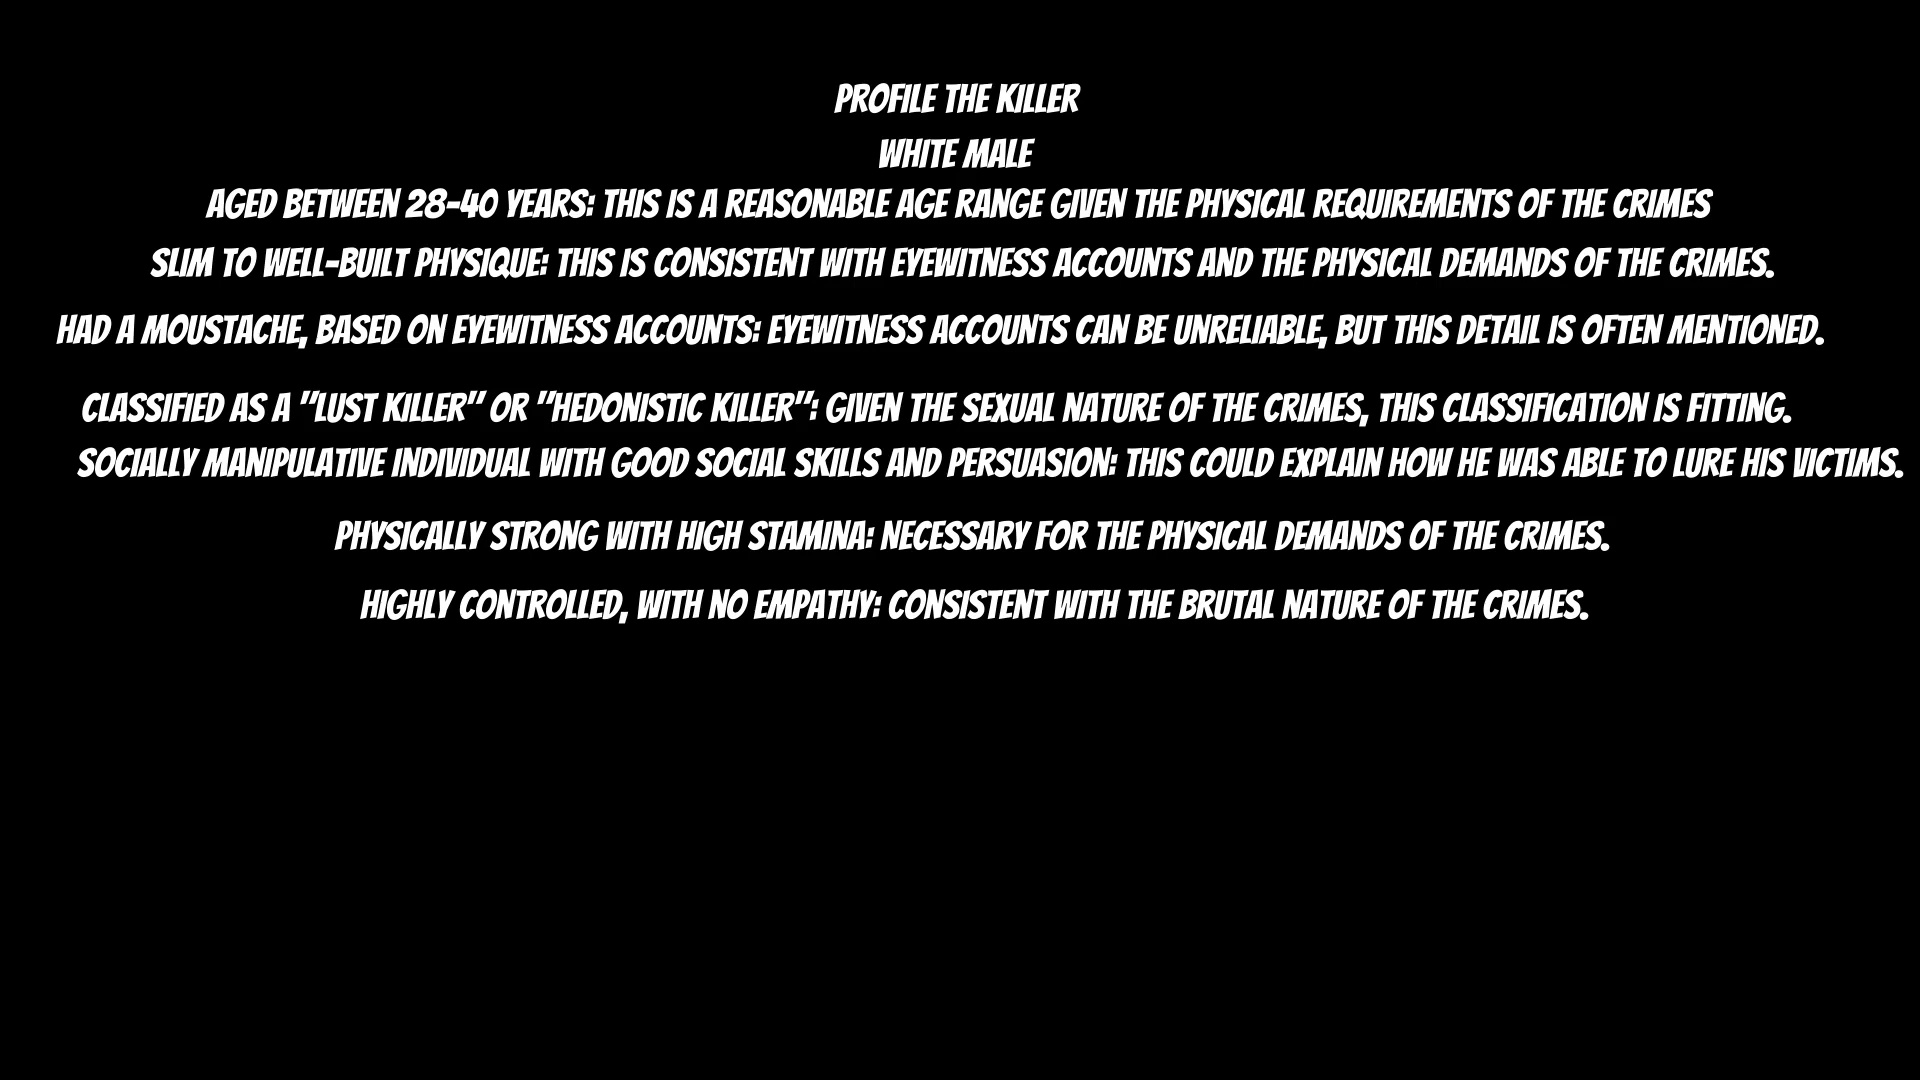 PROFILE THE KILLER
WHITE MALE
AGED BETWEEN 28-40 YEARS: THIS IS A REASONABLE AGE RANGE GIVEN THE PHYSICAL REQUIREMENTS OF THE CRIMES
SLIM TO WELL-BUILT PHYSIQUE: THIS IS CONSISTENT WITH EYEWITNESS ACCOUNTS AND THE PHYSICAL DEMANDS OF THE CRIMES.
HAD A MOUSTACHE, BASED ON EYEWITNESS ACCOUNTS: EYEWITNESS ACCOUNTS CAN BE UNRELIABLE, BUT THIS DETAIL IS OFTEN MENTIONED.
CLASSIFIED AS A "LUST KILLER" OR "HEDONISTIC KILLER": GIVEN THE SEXUAL NATURE OF THE CRIMES, THIS CLASSIFICATION IS FITTING.
SOCIALLY MANIPULATIVE INDIVIDUAL WITH GOOD SOCIAL SKILLS AND PERSUASION: THIS COULD EXPLAIN HOW HE WAS ABLE TO LURE HIS VICTIMS.
PHYSICALLY STRONG WITH HIGH STAMINA: NECESSARY FOR THE PHYSICAL DEMANDS OF THE CRIMES.
HIGHLY CONTROLLED, WITH NO EMPATHY: CONSISTENT WITH THE BRUTAL NATURE OF THE CRIMES.